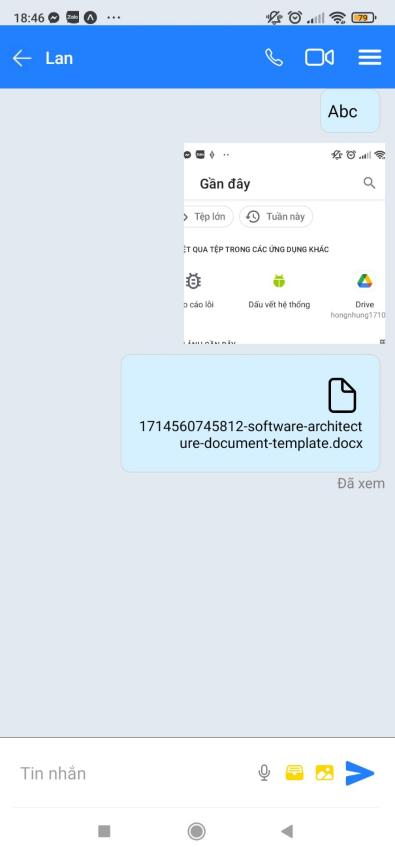 18:46
Zalo
79
Lan
Abc
Gần đây
Tệp lớn
Tuần này
ẾT QUẢ TỆP TRONG CÁC ỨNG DỤNG KHÁC
o cáo lỗi
Dấu vết hệ thống
Drive
hongnhung1710
1714560745812-software-architect
ure-document-template.docx
Đã xem
Tin nhắn